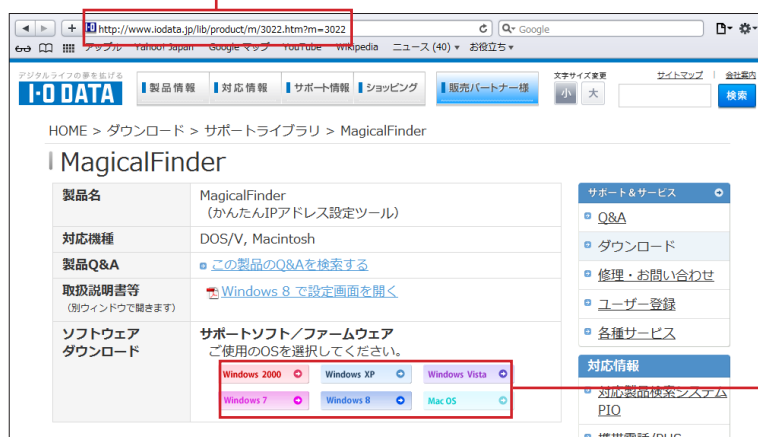 http://www.iodata.jp/lib/product/m/3022.htm?m=3022
Google
アップル Yahoo! Japan Google マップ YouTube Wikipedia ニュース (40) お役立ち
デジタルライフの夢を拡げる
I-O DATA
製品情報 対応情報 サポート情報 ショッピング 販売パートナー様
文字サイズ変更
小 大
サイトマップ | 会社案内
検索
HOME > ダウンロード > サポートライブラリ > MagicalFinder
MagicalFinder
製品名 MagicalFinder
（かんたんIPアドレス設定ツール）
対応機種 DOS/V, Macintosh
製品Q&A この製品のQ&Aを検索する
取扱説明書等 Windows 8 で設定画面を開く
（別ウィンドウで開きます）
ソフトウェア サポートソフト／ファームウェア
ダウンロード ご使用のOSを選択してください。
Windows 2000 Windows XP Windows Vista
Windows 7 Windows 8 Mac OS
サポート＆サービス
Q&A
ダウンロード
修理・お問い合わせ
ユーザー登録
各種サービス
対応情報
対応製品検索システム
PIO